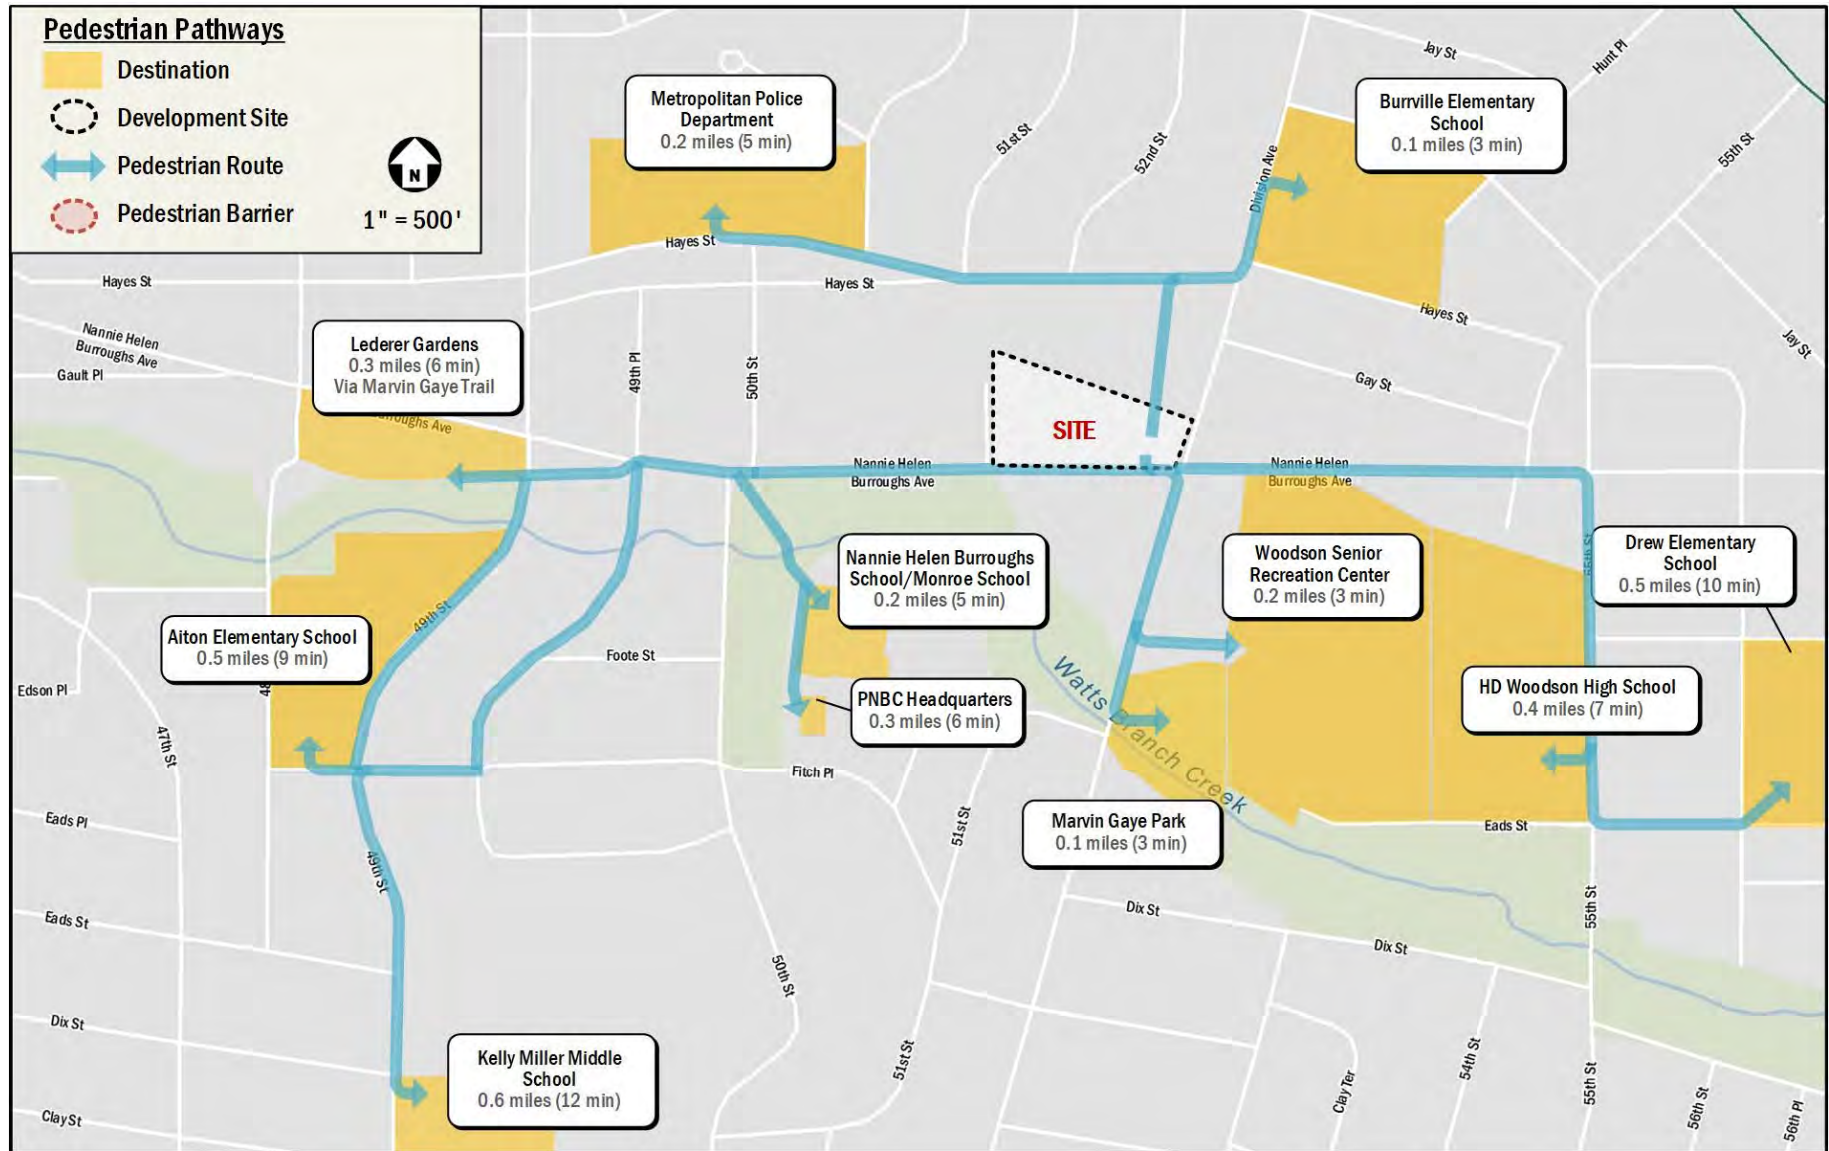 Pedestrian Pathways
Destination
Development Site
Pedestrian Route
Pedestrian Barrier
N
1" = 500'
Metropolitan Police
Department
0.2 miles (5 min)
Burrville Elementary
School
0.1 miles (3 min)
Jay St
Hunt Pl
55th St
51st St
52nd St
Division Ave
Hayes St
Hayes St
Hayes St
Hayes St
Jay St
Nannie Helen
Burroughs Ave
Gault Pl
Lederer Gardens
0.3 miles (6 min)
Via Marvin Gaye Trail
Burroughs Ave
49th Pl
50th St
Gay St
SITE
Nannie Helen
Burroughs Ave
Nannie Helen
Burroughs Ave
55th St
Nannie Helen Burroughs
School/Monroe School
0.2 miles (5 min)
Woodson Senior
Recreation Center
0.2 miles (3 min)
Drew Elementary
School
0.5 miles (10 min)
49th St
Aiton Elementary School
0.5 miles (9 min)
Foote St
Edson Pl
48
PNBC Headquarters
0.3 miles (6 min)
HD Woodson High School
0.4 miles (7 min)
Watts Branch Creek
47th St
Fitch Pl
51st St
Marvin Gaye Park
0.1 miles (3 min)
Eads St
Eads Pl
49th St
Eads St
Dix St
Dix St
55th St
50th St
Dix St
Kelly Miller Middle
School
0.6 miles (12 min)
51st St
Clay Ter
54th St
55th St
56th St
56th Pl
Clay St